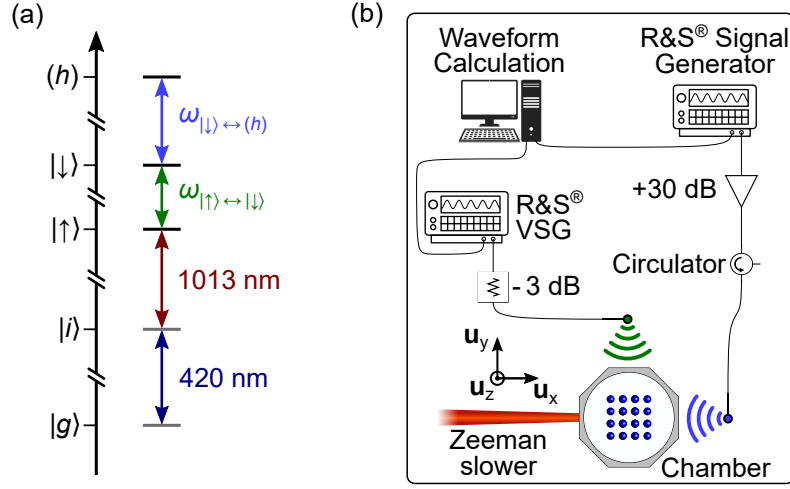 (a)
(h)
ω|↓⟩↔(h)
|↓⟩
ω|↑⟩↔|↓⟩
|↑⟩
1013 nm
|i⟩
420 nm
|g⟩
(b)
Waveform
Calculation
R&S® Signal
Generator
+30 dB
R&S®
VSG
Circulator
- 3 dB
uy
uz
ux
Zeeman
slower
Chamber